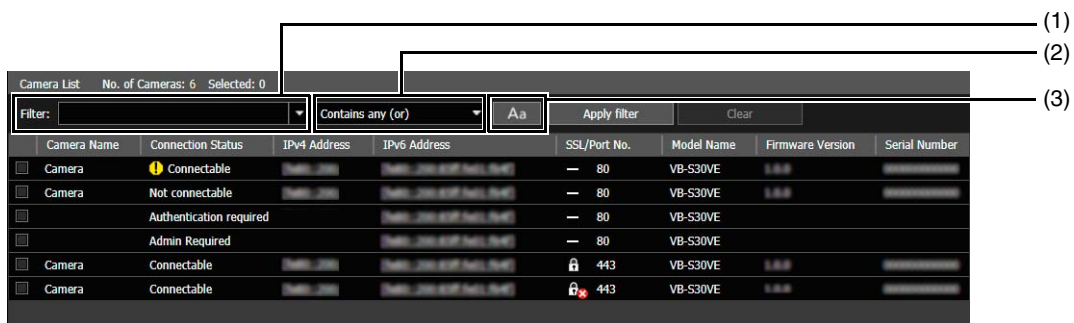 (1)
(2)
(3)
Camera List No. of Cameras: 6 Selected: 0
Filter: Contains any (or) Aa Apply filter Clear
Camera Name Connection Status IPv4 Address IPv6 Address SSL/Port No. Model Name Firmware Version Serial Number
Camera Connectable — 80 VB-S30VE
Camera Not connectable — 80 VB-S30VE
Authentication required — 80 VB-S30VE
Admin Required — 80 VB-S30VE
Camera Connectable 443 VB-S30VE
Camera Connectable 443 VB-S30VE